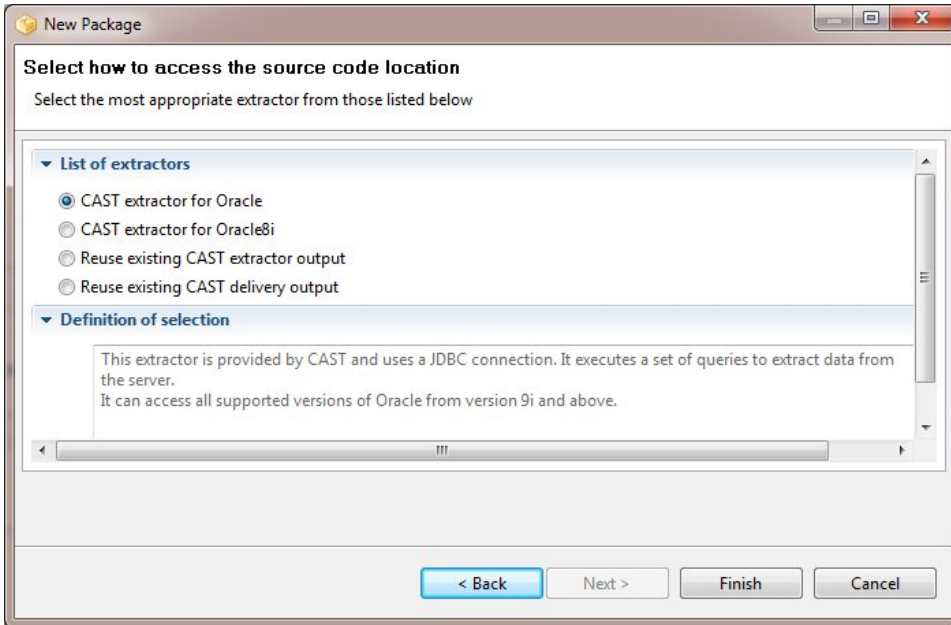 New Package
Select how to access the source code location
Select the most appropriate extractor from those listed below
List of extractors
CAST extractor for Oracle
CAST extractor for Oracle8i
Reuse existing CAST extractor output
Reuse existing CAST delivery output
Definition of selection
This extractor is provided by CAST and uses a JDBC connection. It executes a set of queries to extract data from
the server.
It can access all supported versions of Oracle from version 9i and above.
< Back Next > Finish Cancel